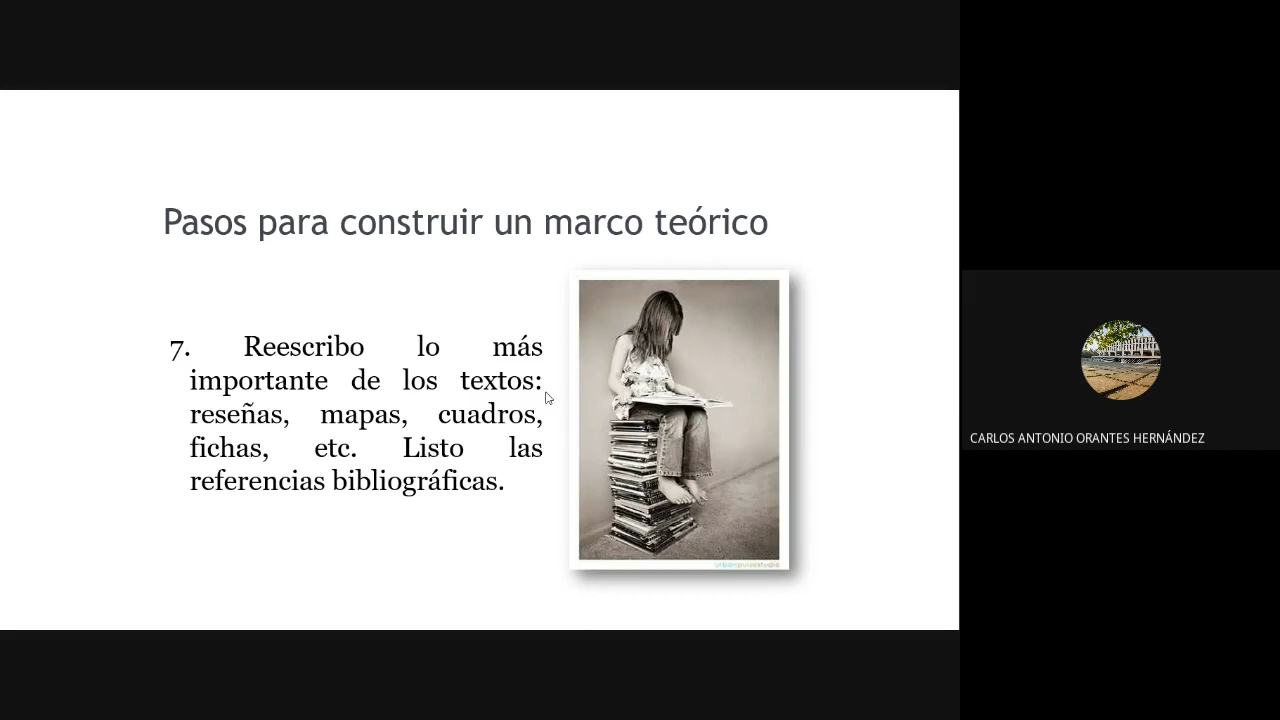 Pasos para construir un marco teórico
7. Reescribo lo más
importante de los textos:
reseñas, mapas, cuadros,
fichas, etc. Listo las
referencias bibliográficas.
CARLOS ANTONIO ORANTES HERNÁNDEZ